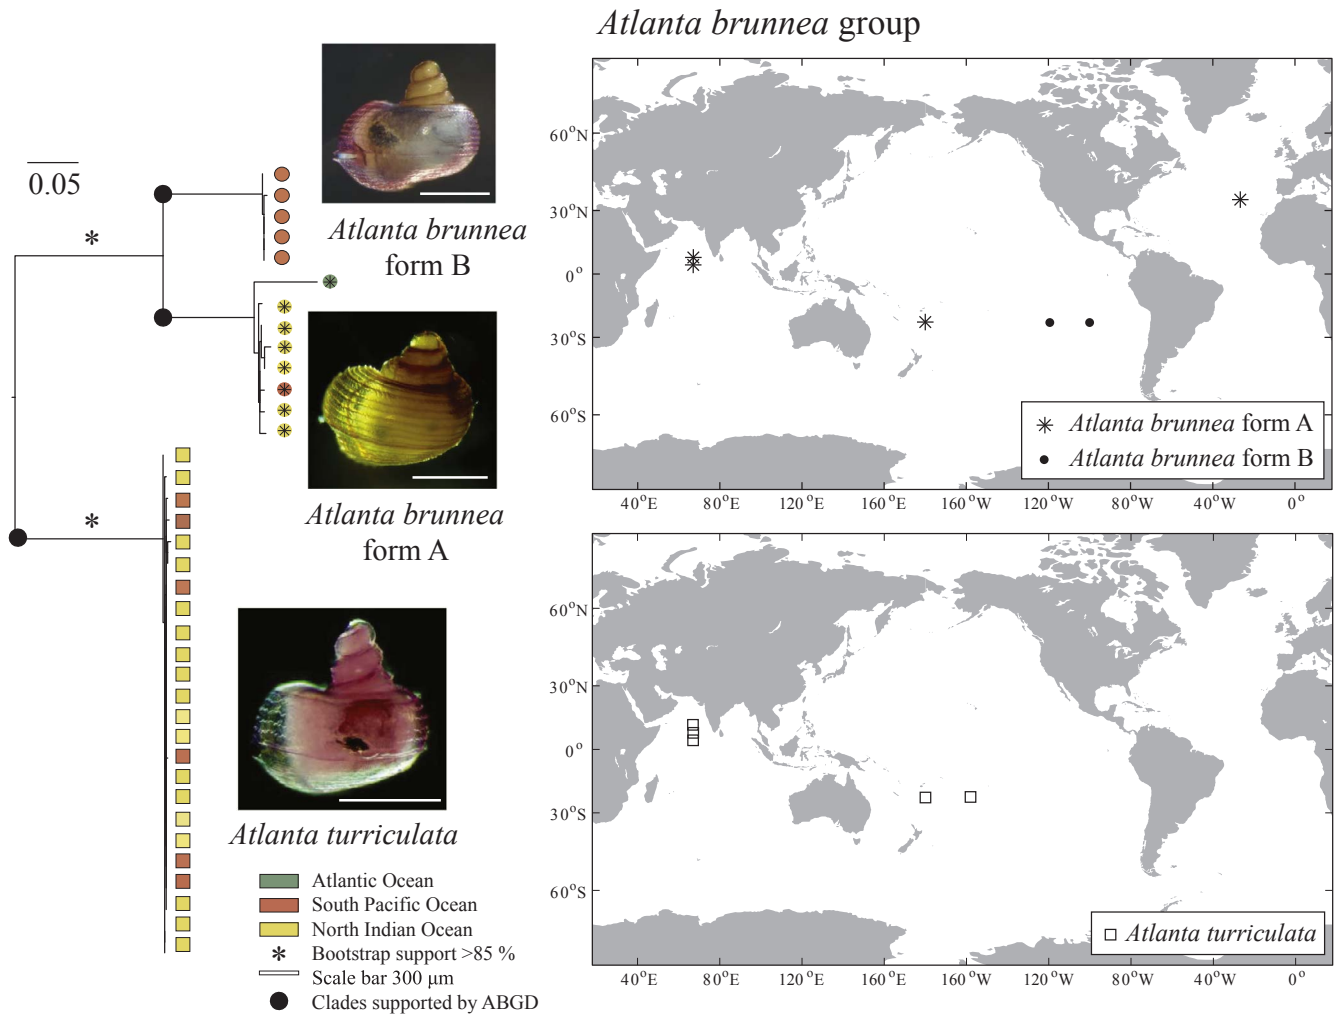 Atlanta brunnea group
0.05
*
*
Atlanta brunnea
form B
Atlanta brunnea
form A
Atlanta turriculata
Atlantic Ocean
South Pacific Ocean
North Indian Ocean
* Bootstrap support >85 %
Scale bar 300 µm
Clades supported by ABGD
60°N
30°N
0°
30°S
60°S
40°E 80°E 120°E 160°E 160°W 120°W 80°W 40°W 0°
Atlanta brunnea form A
Atlanta brunnea form B
60°N
30°N
0°
30°S
60°S
40°E 80°E 120°E 160°E 160°W 120°W 80°W 40°W 0°
Atlanta turriculata